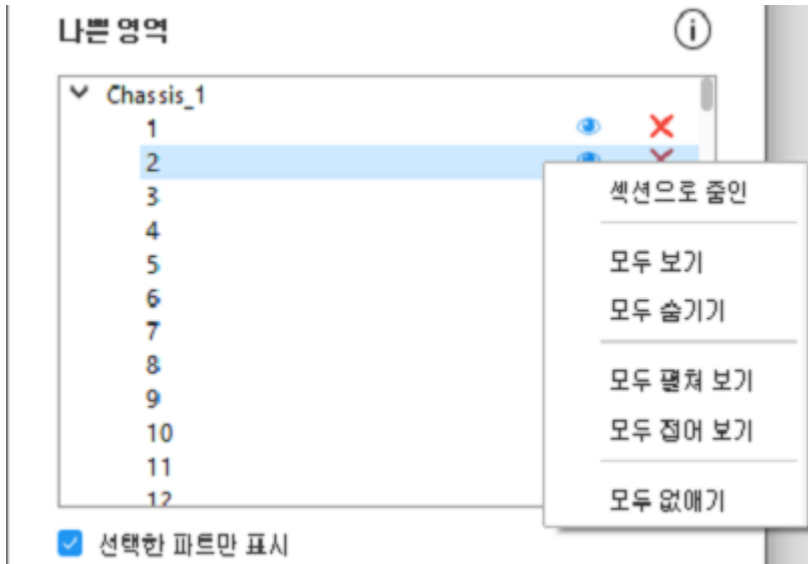 나쁜 영역
Chassis_1
1
2
3
4
5
6
7
8
9
10
11
12
섹션으로 줌인
모두 보기
모두 숨기기
모두 펼쳐 보기
모두 접어 보기
모두 없애기
선택한 파트만 표시